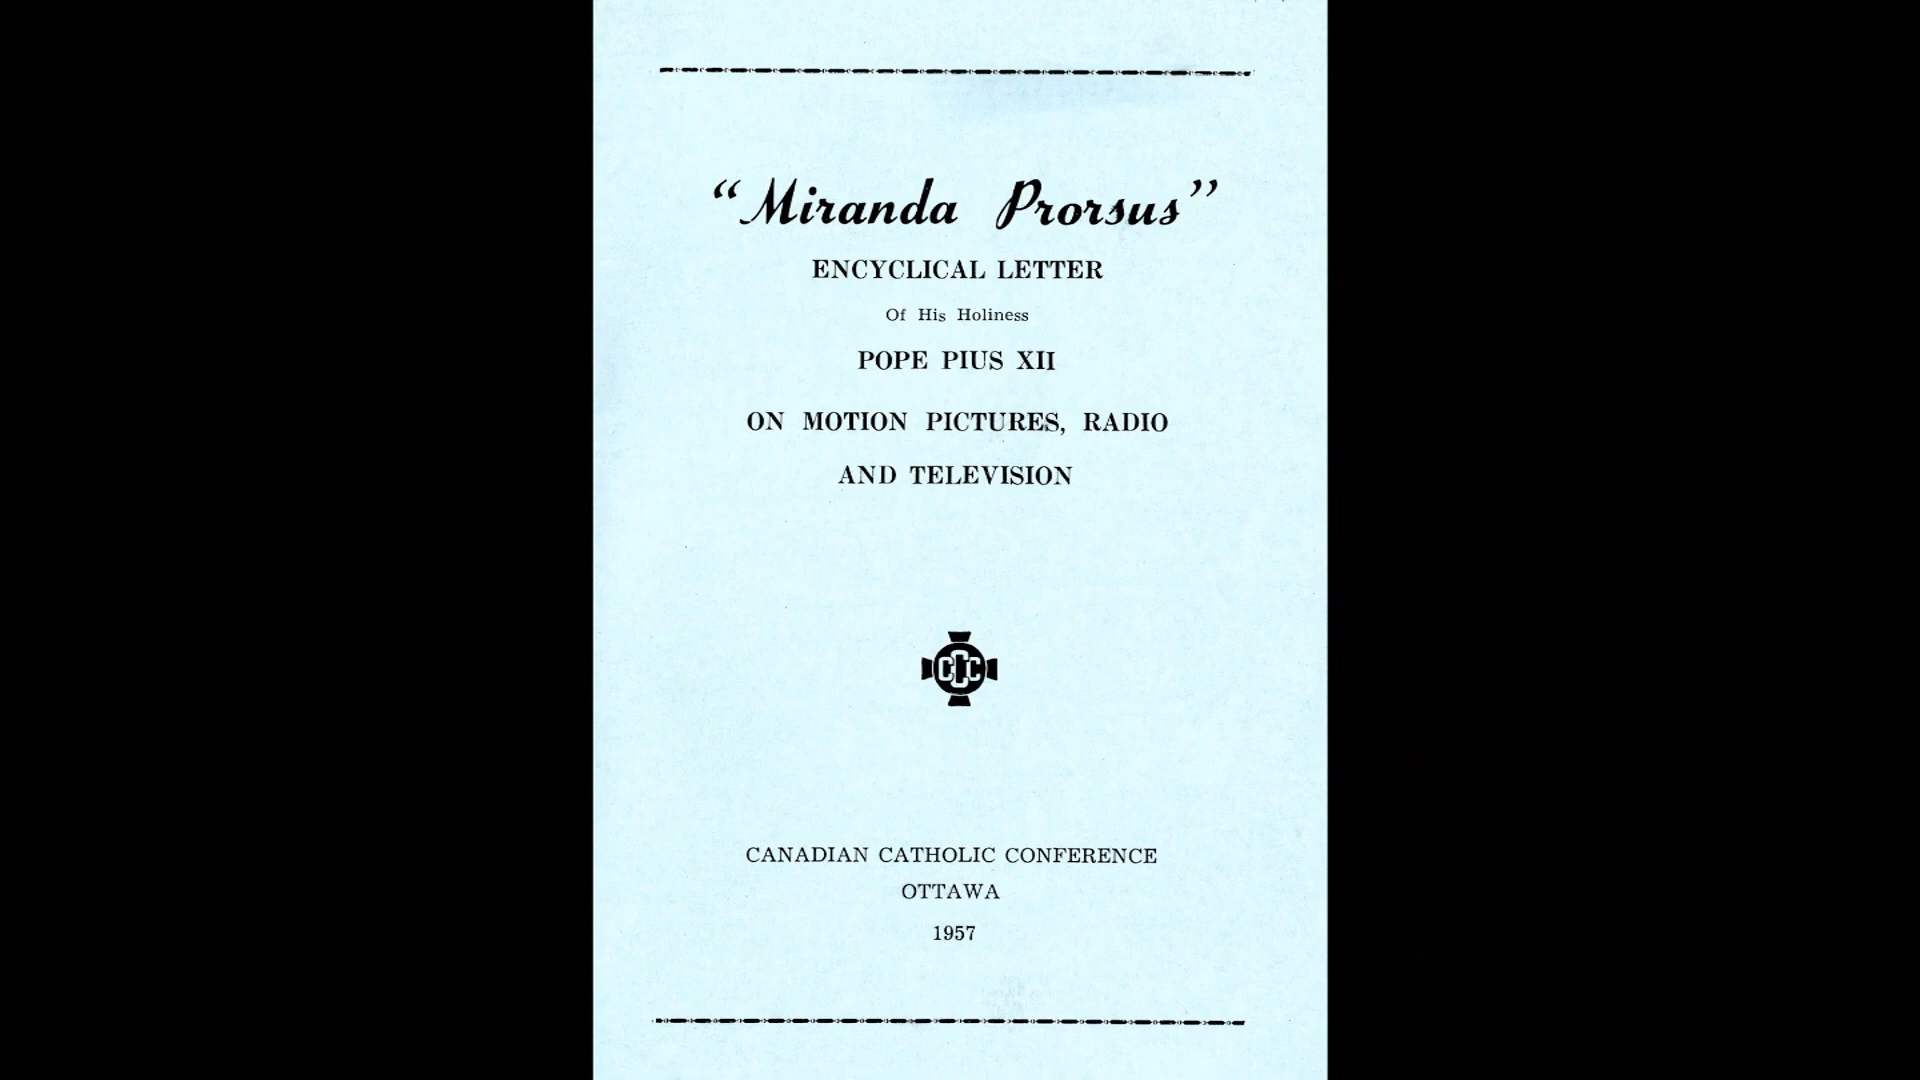 “Miranda Prorsus”
ENCYCLICAL LETTER
Of His Holiness
POPE PIUS XII
ON MOTION PICTURES, RADIO
AND TELEVISION
CCC
CANADIAN CATHOLIC CONFERENCE
OTTAWA
1957